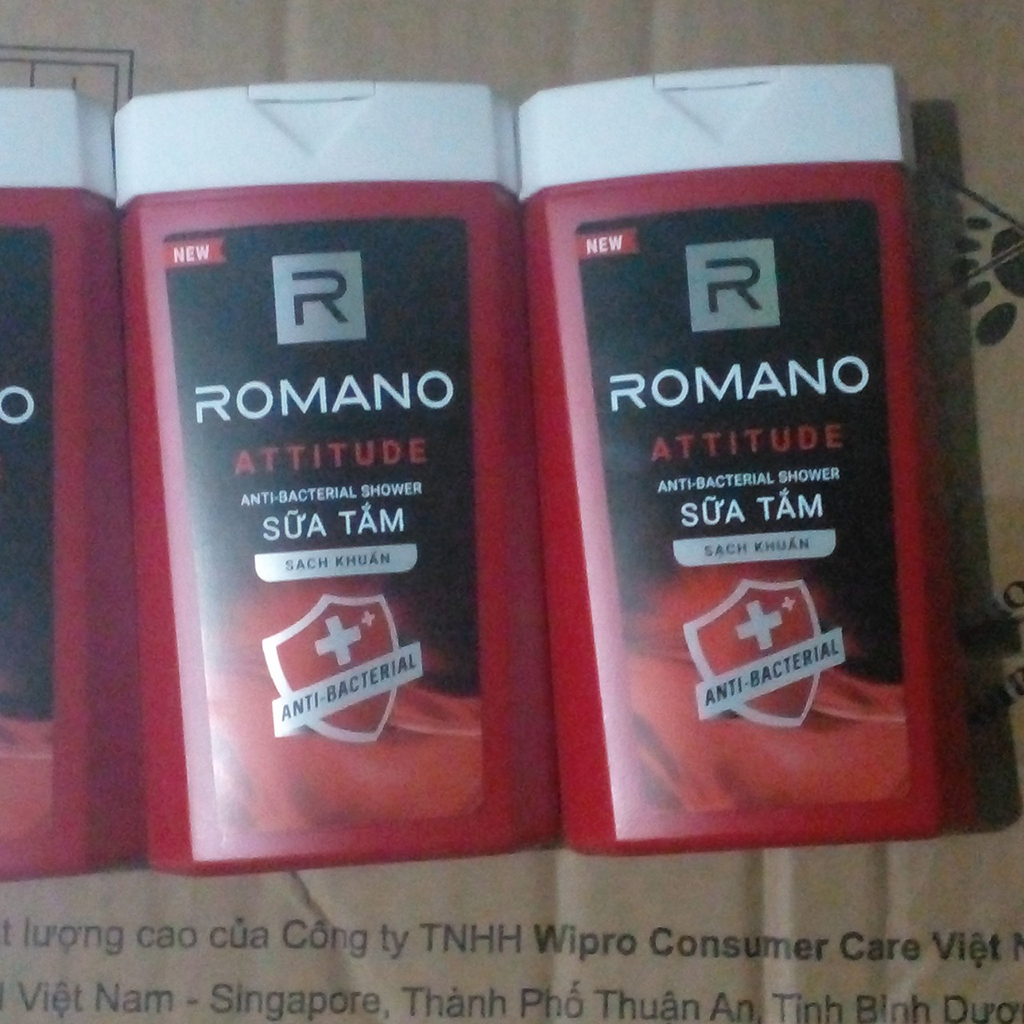 NEW
R
ROMANO
ATTITUDE
ANTI-BACTERIAL SHOWER
SỮA TẮM
SẠCH KHUẨN
ANTI-BACTERIAL
NEW
R
ROMANO
ATTITUDE
ANTI-BACTERIAL SHOWER
SỮA TẮM
SẠCH KHUẨN
ANTI-BACTERIAL
O
lượng cao của Công ty TNHH Wipro Consumer Care Việt
Việt Nam - Singapore, Thành Phố Thuận An, Tỉnh Bình